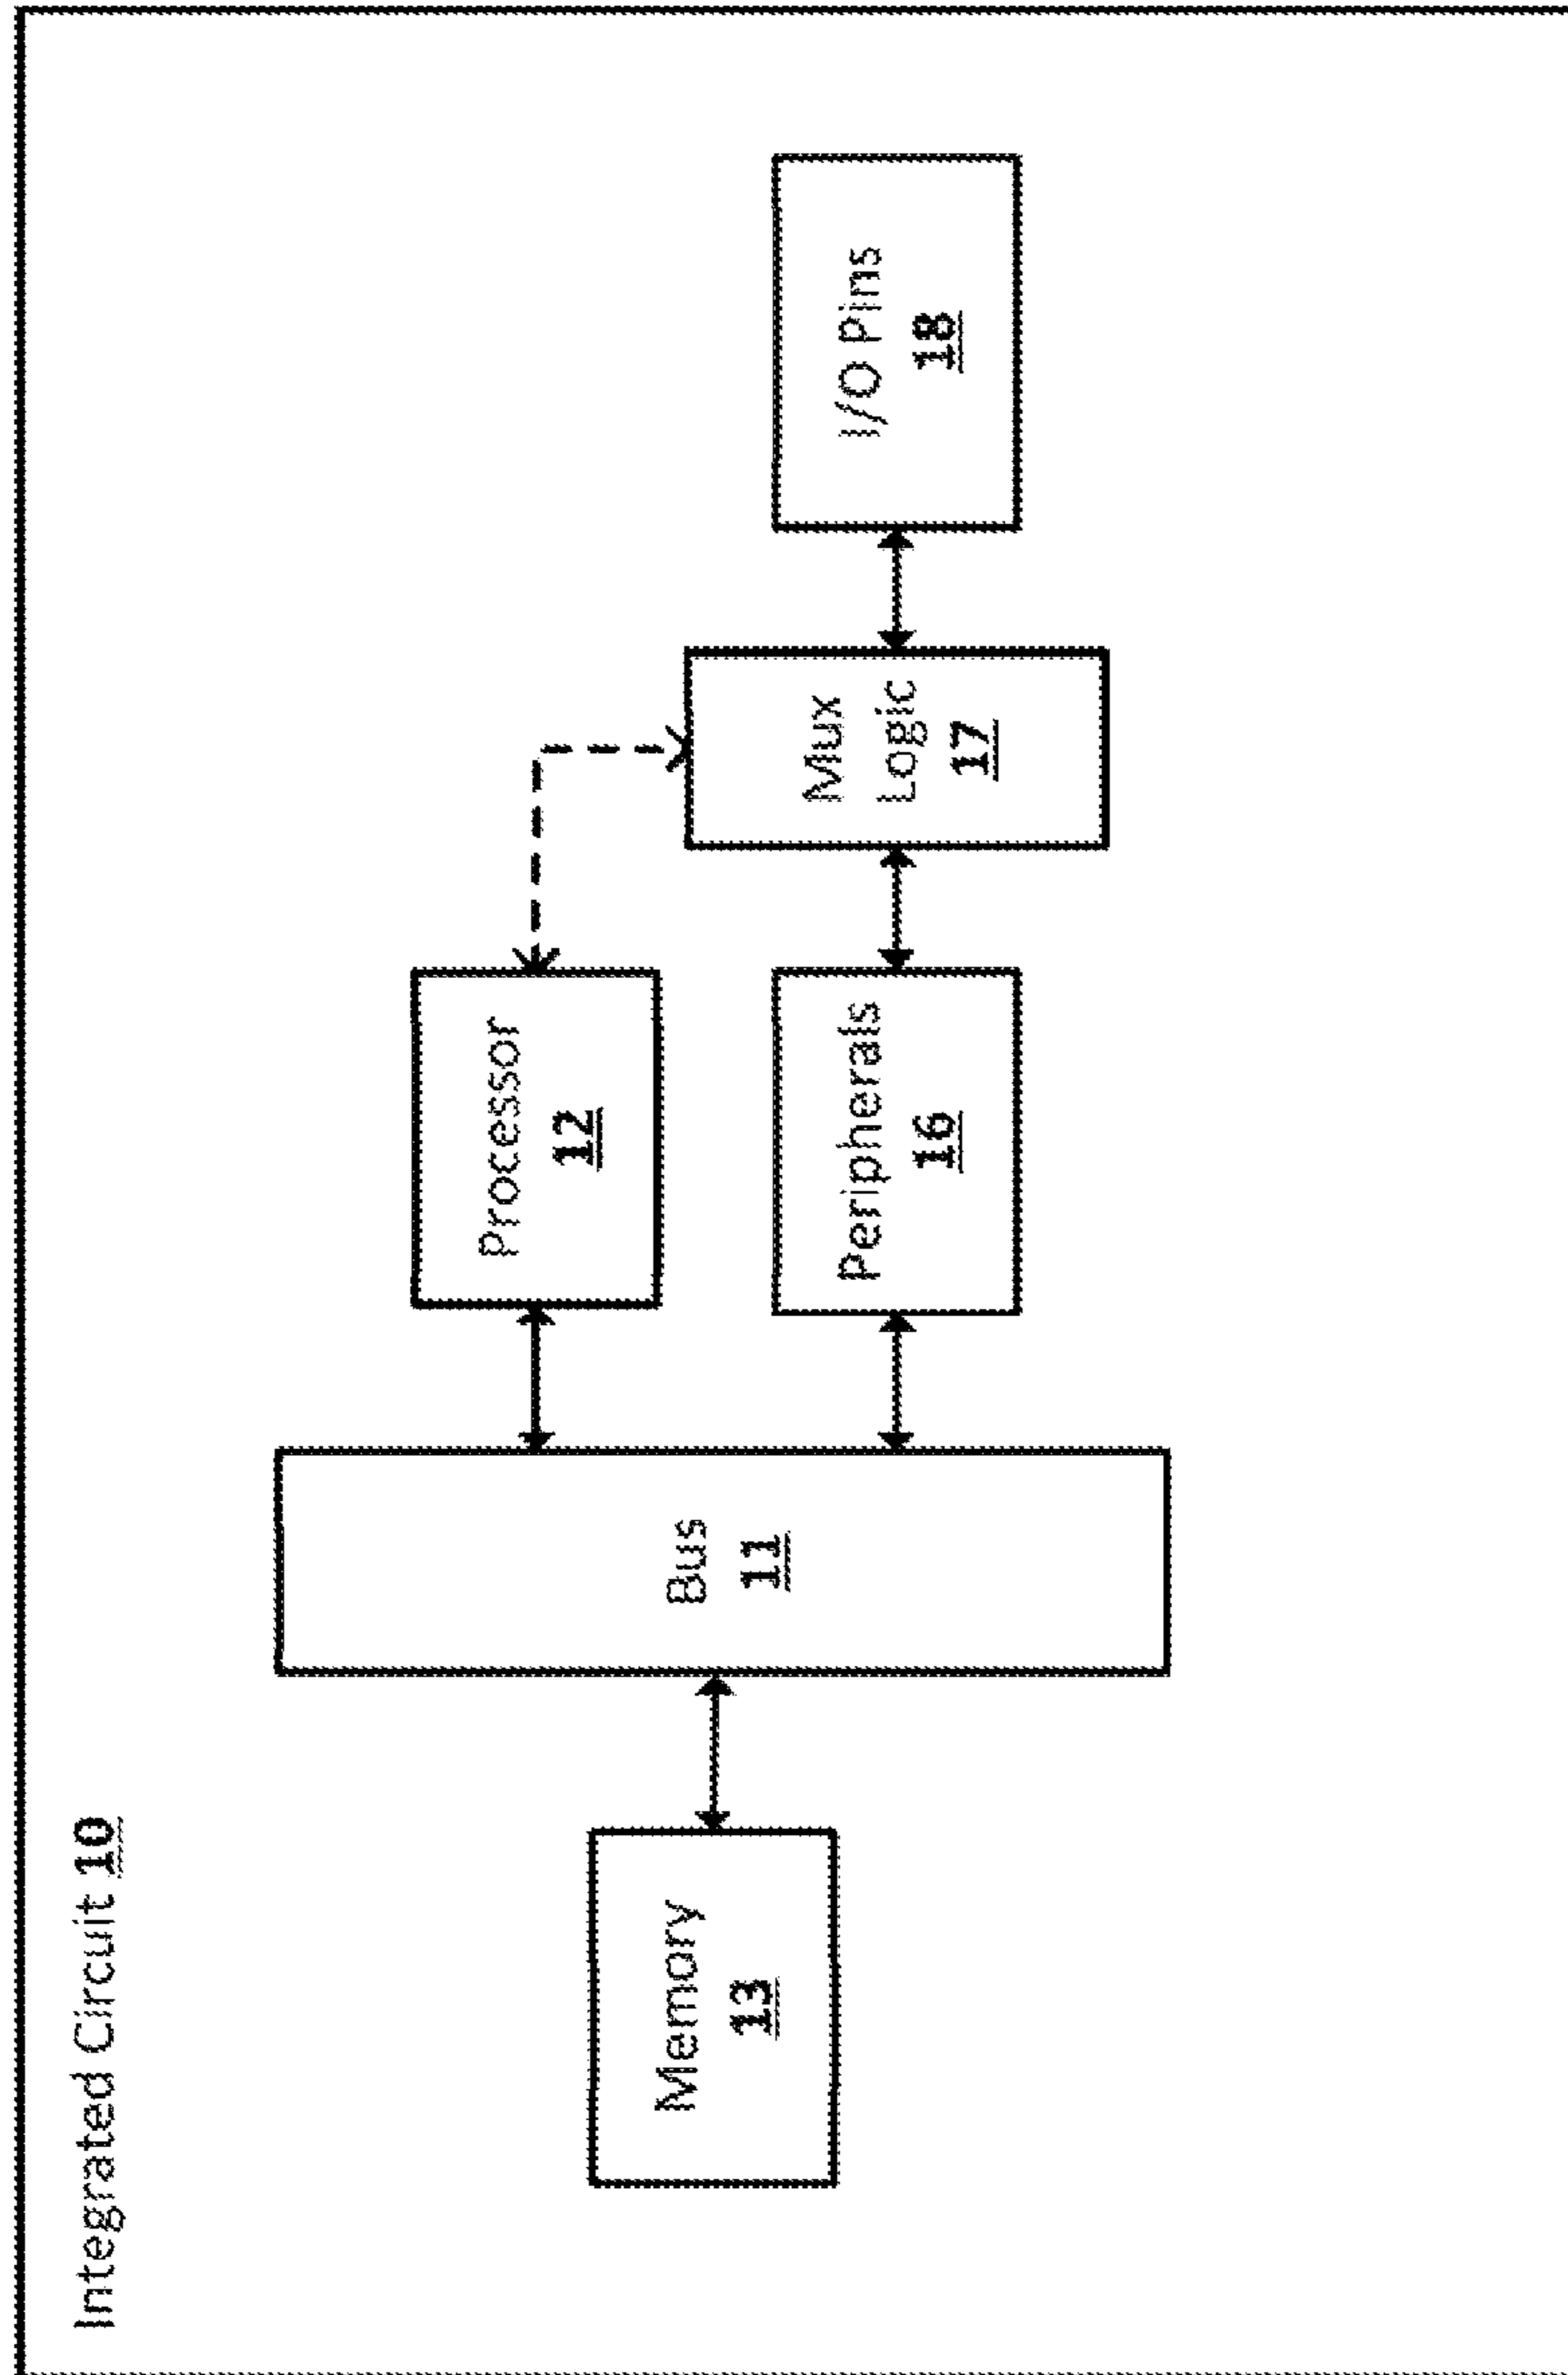 Integrated Circuit 10
Memory
13
Bus
11
Processor
12
Peripherals
16
Mux
Logic
17
I/O Pins
18